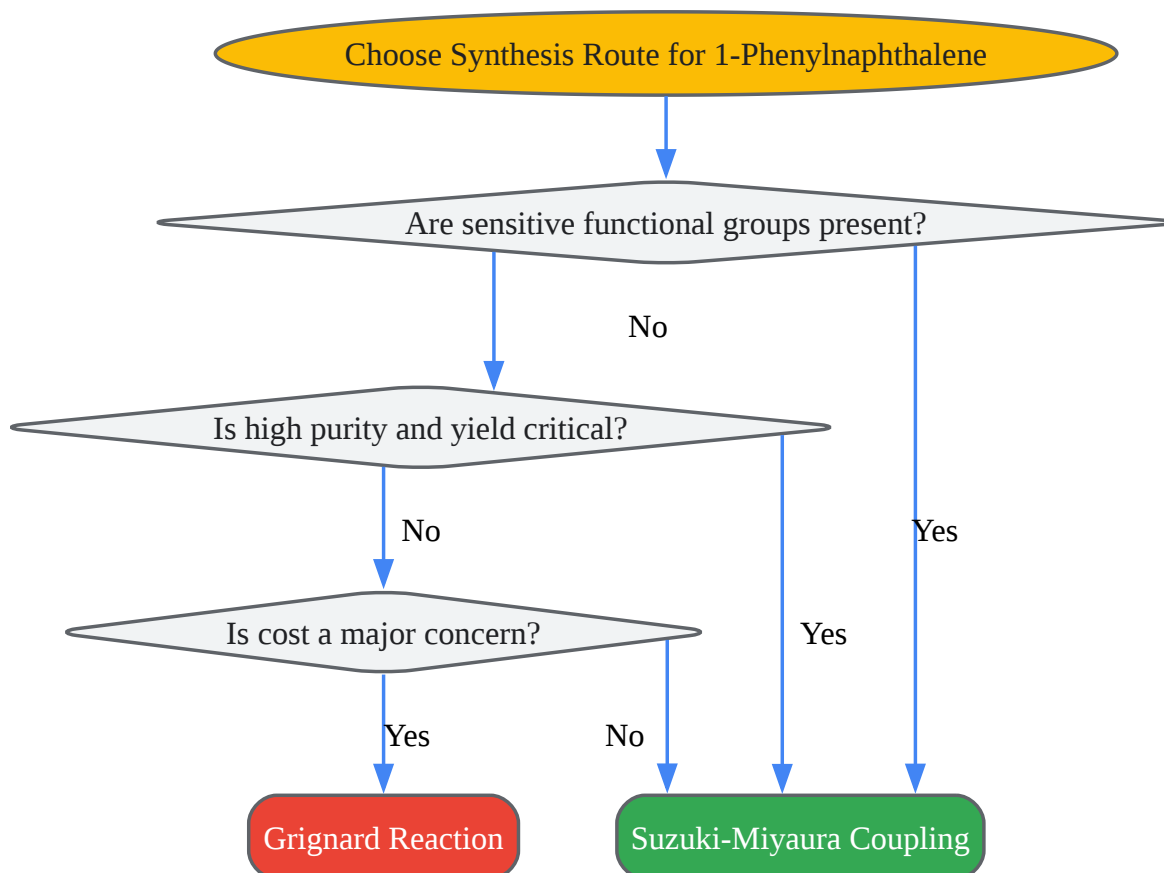 Choose Synthesis Route for 1-Phenylnaphthalene
Are sensitive functional groups present?
No
Is high purity and yield critical?
No
Yes
Is cost a major concern?
Yes
Yes
No
Grignard Reaction
Suzuki-Miyaura Coupling